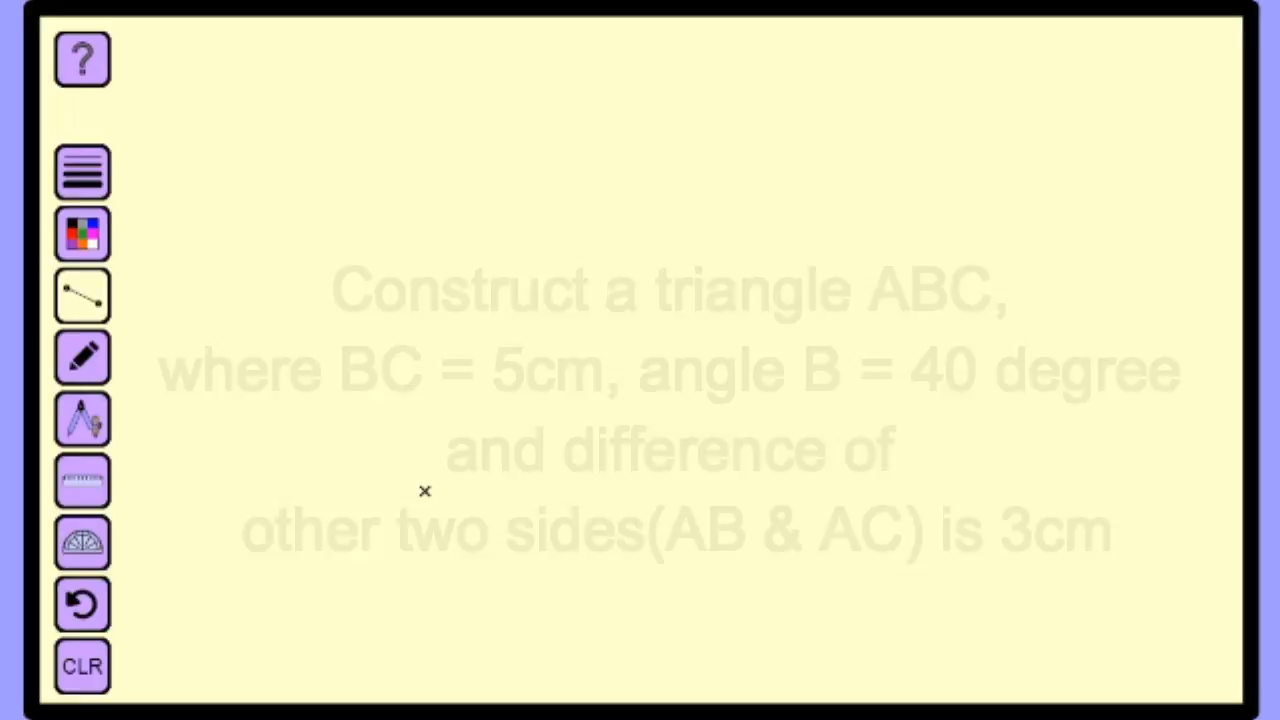 ?
Construct a triangle ABC,
where BC = 5cm, angle B = 40 degree
and difference of
other two sides(AB & AC) is 3cm
CLR